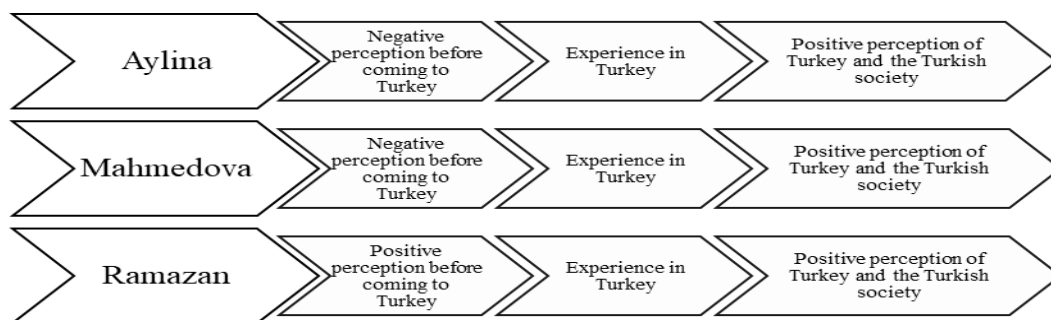 Aylina
Negative
perception before
coming to
Turkey
Experience in
Turkey
Positive perception of
Turkey and the Turkish
society
Mahmedova
Negative
perception before
coming to
Turkey
Experience in
Turkey
Positive perception of
Turkey and the Turkish
society
Ramazan
Positive
perception before
coming to
Turkey
Experience in
Turkey
Positive perception of
Turkey and the Turkish
society